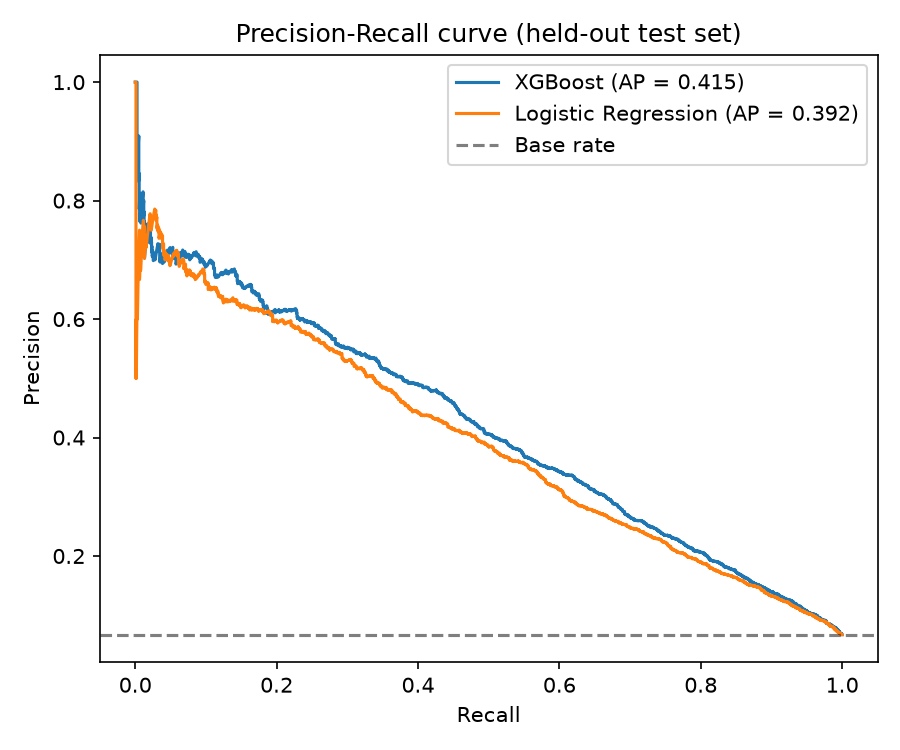 Precision-Recall curve (held-out test set)
XGBoost (AP = 0.415)
Logistic Regression (AP = 0.392)
Base rate
1.0
0.8
0.6
0.4
0.2
Precision
0.0 0.2 0.4 0.6 0.8 1.0
Recall